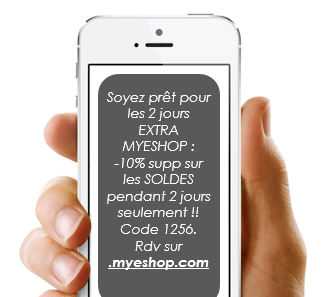 Soyez prêt pour
les 2 jours
EXTRA
MYESHOP :
-10% supp sur
les SOLDES
pendant 2 jours
seulement !!
Code 1256.
Rdv sur
.myeshop.com